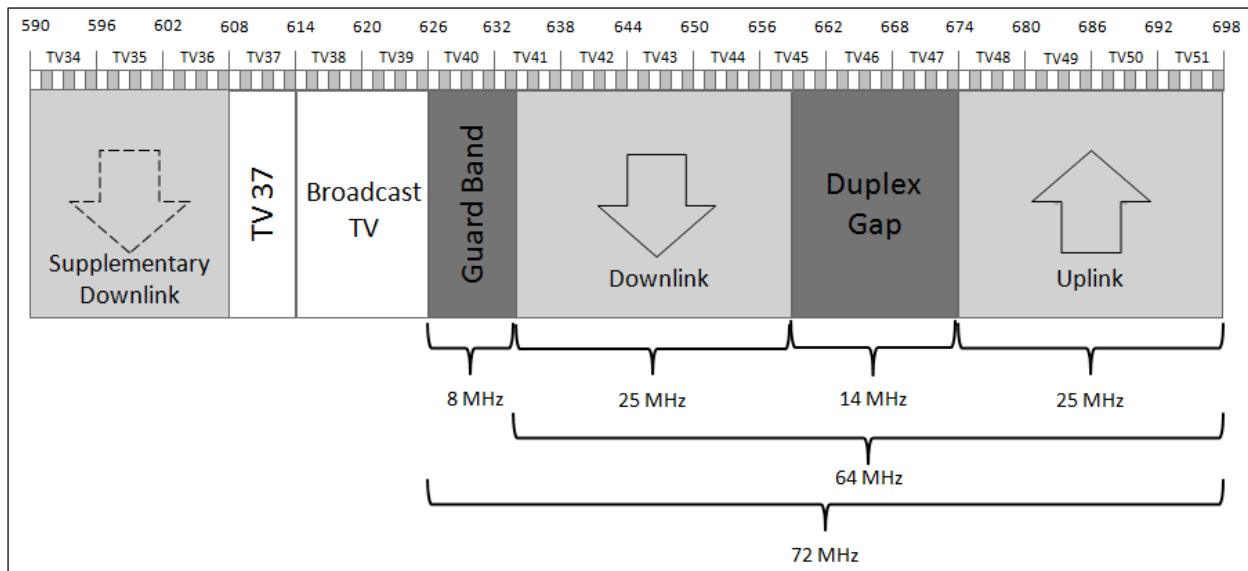 590 596 602 608 614 620 626 632 638 644 650 656 662 668 674 680 686 692 698
TV34 TV35 TV36 TV37 TV38 TV39 TV40 TV41 TV42 TV43 TV44 TV45 TV46 TV47 TV48 TV49 TV50 TV51
Supplementary
Downlink
TV 37
Broadcast
TV
Guard Band
Downlink
Duplex
Gap
Uplink
8 MHz 25 MHz 14 MHz 25 MHz
64 MHz
72 MHz